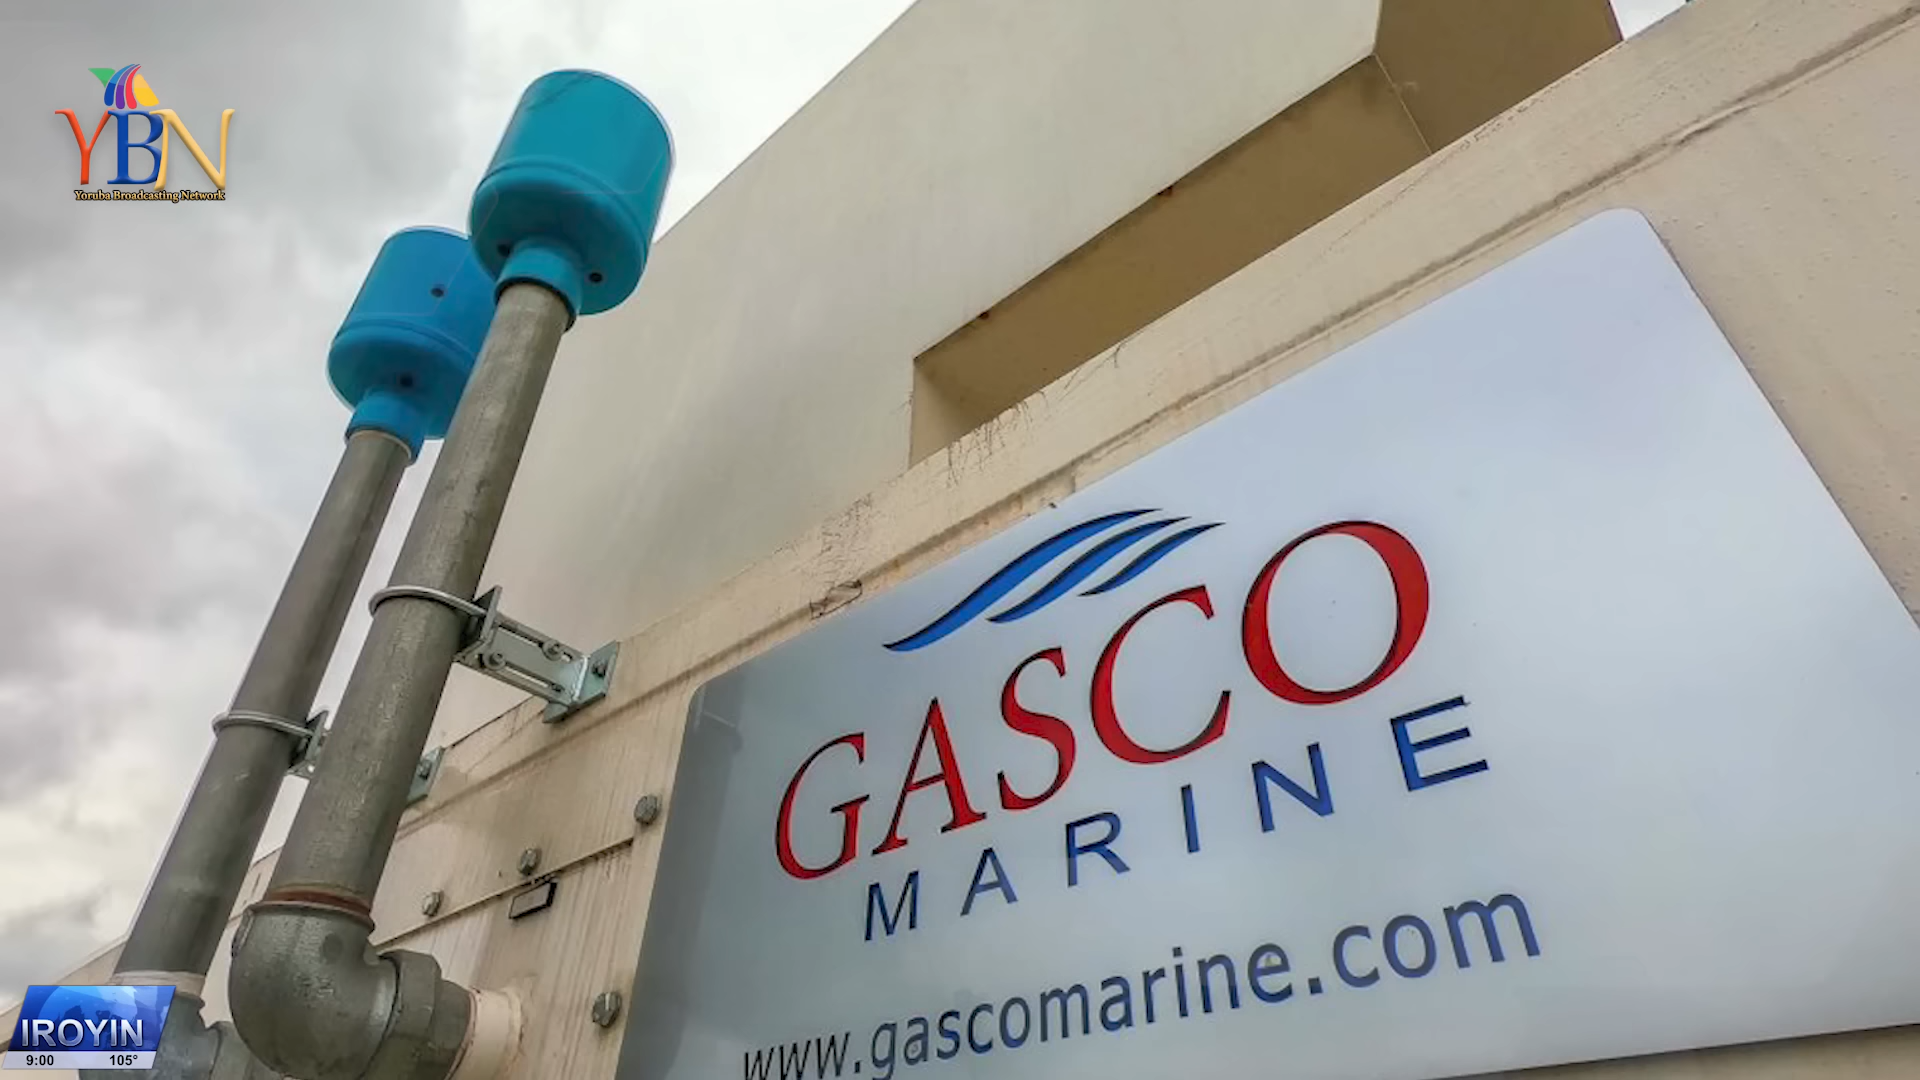 YBN
Yoruba Broadcasting Network
GASCO
MARINE
www.gascomarine.com
IROYIN
9:00 105°